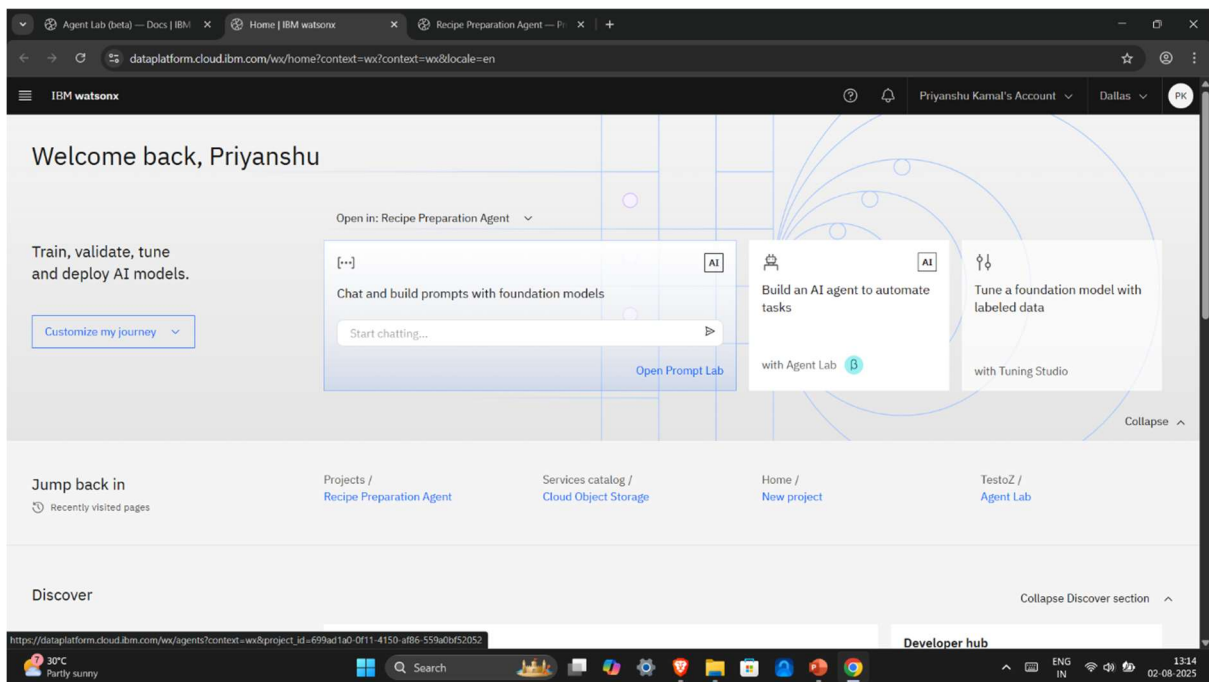 Agent Lab (beta) — Docs | IBM
Home | IBM watsonx
Recipe Preparation Agent — Pr
dataplatform.cloud.ibm.com/wx/home?context=wx?context=wx&locale=en
IBM watsonx
Priyanshu Kamal's Account
Dallas
PK
Welcome back, Priyanshu
Open in: Recipe Preparation Agent
Train, validate, tune
and deploy AI models.
Customize my journey
[...]
AI
Chat and build prompts with foundation models
Start chatting...
Open Prompt Lab
AI
Build an AI agent to automate
tasks
with Agent Lab β
Tune a foundation model with
labeled data
with Tuning Studio
Collapse
Jump back in
Recently visited pages
Projects /
Recipe Preparation Agent
Services catalog /
Cloud Object Storage
Home /
New project
TestoZ /
Agent Lab
Discover
Collapse Discover section
Developer hub
https://dataplatform.cloud.ibm.com/wx/agents?context=wx&project_id=699ad1a0-0f11-4150-af86-559a0bf52052
7
30°C
Partly sunny
Search
ENG
IN
13:14
02-08-2025